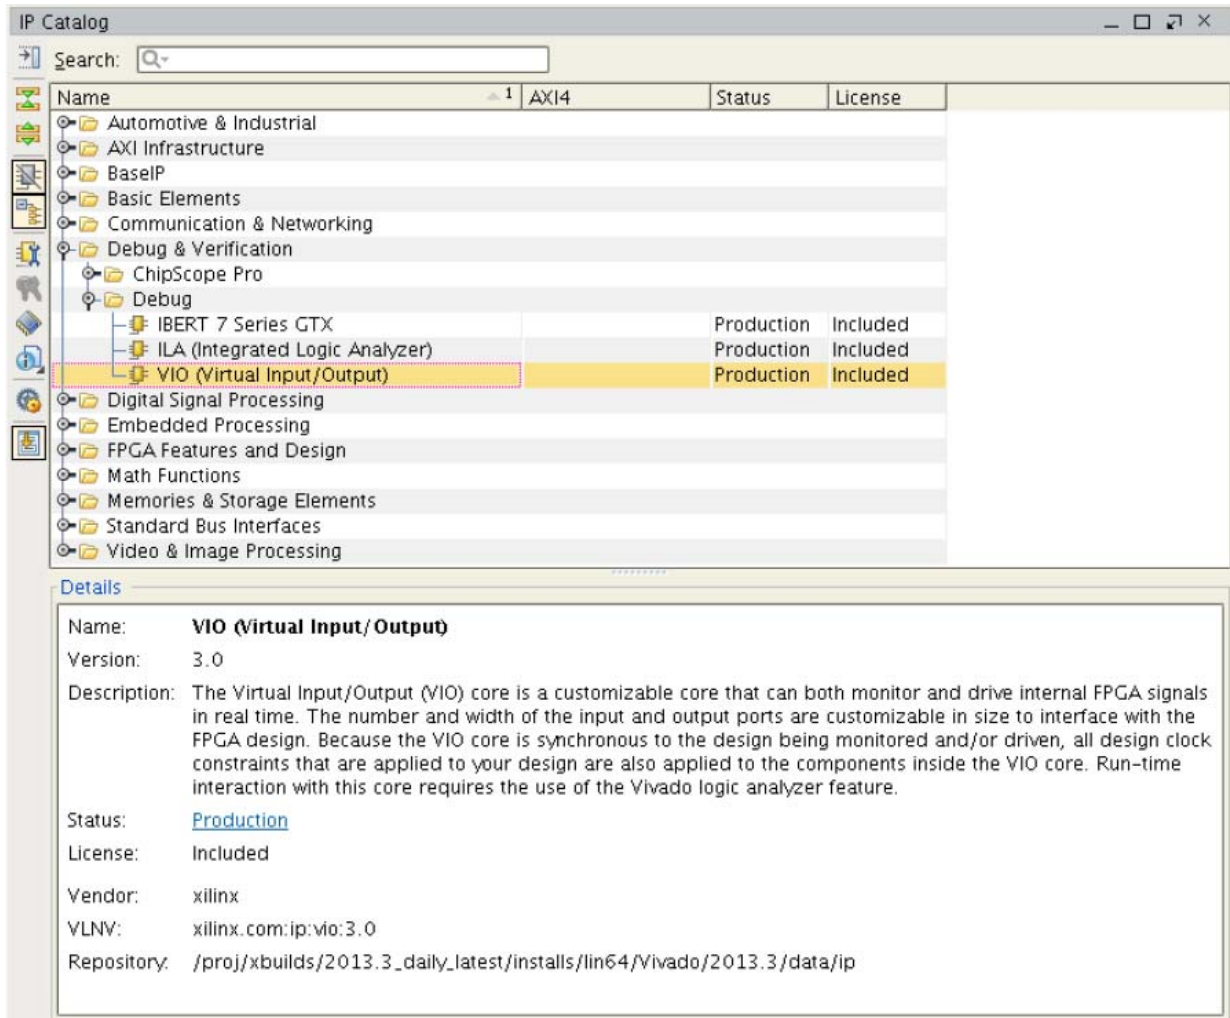 IP Catalog
Search:
Name 1 AXI4 Status License
Automotive & Industrial
AXI Infrastructure
BaseIP
Basic Elements
Communication & Networking
Debug & Verification
ChipScope Pro
Debug
IBERT 7 Series GTX Production Included
ILA (Integrated Logic Analyzer) Production Included
VIO (Virtual Input/Output) Production Included
Digital Signal Processing
Embedded Processing
FPGA Features and Design
Math Functions
Memories & Storage Elements
Standard Bus Interfaces
Video & Image Processing
Details
Name: VIO (Virtual Input/Output)
Version: 3.0
Description: The Virtual Input/Output (VIO) core is a customizable core that can both monitor and drive internal FPGA signals
in real time. The number and width of the input and output ports are customizable in size to interface with the
FPGA design. Because the VIO core is synchronous to the design being monitored and/or driven, all design clock
constraints that are applied to your design are also applied to the components inside the VIO core. Run-time
interaction with this core requires the use of the Vivado logic analyzer feature.
Status: Production
License: Included
Vendor: xilinx
VLNV: xilinx.com:ip:vio:3.0
Repository: /proj/xbuilds/2013.3_daily_latest/installs/lin64/Vivado/2013.3/data/ip